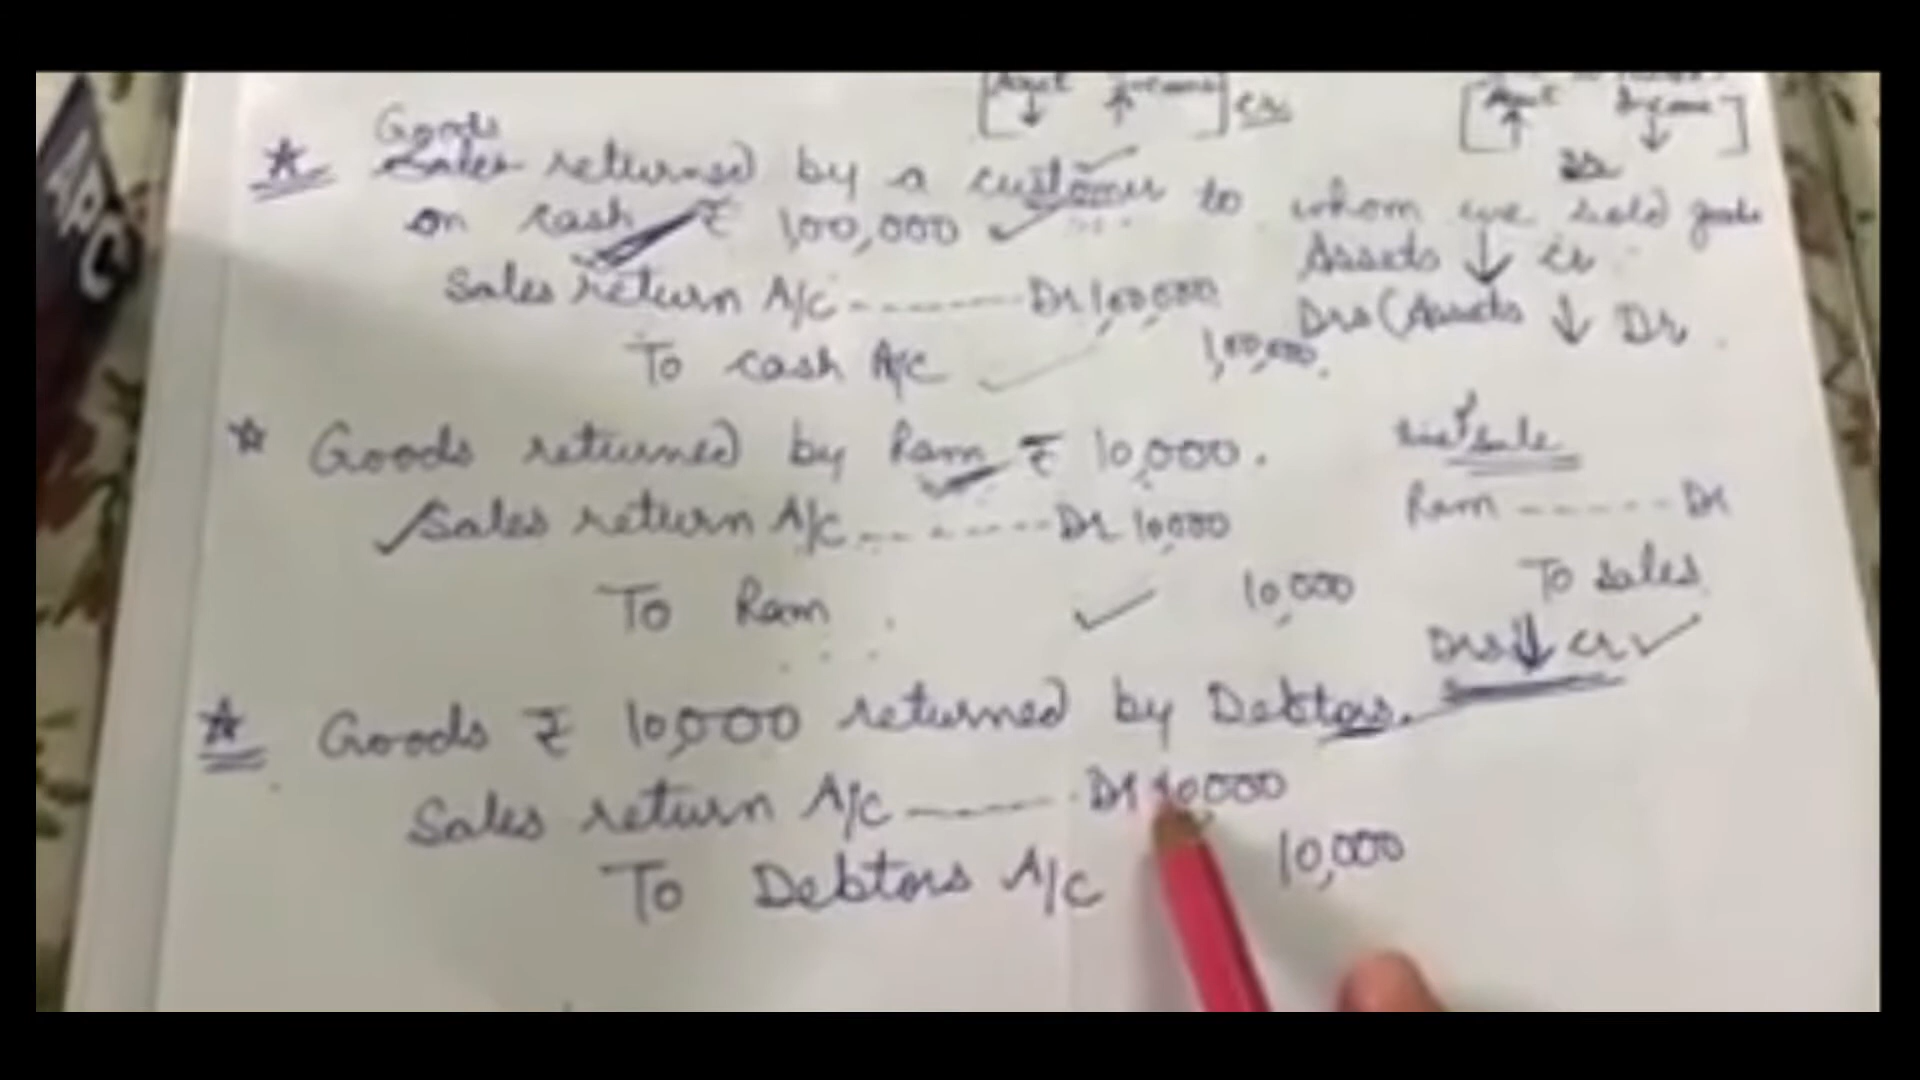 APC
cr.
Goods
★ Sales returned by a customer to whom we sold goods
on cash ₹ 1,00,000
Assets ↓ cr
Sales return A/c -------- Dr 1,00,000
Drs (Assets ↓ Dr
To cash A/c 1,00,000.
★ Goods returned by Ram ₹ 10,000.
Sales return A/c -------- Dr 10,000
Ram ------ Dr
To Ram 10,000
To Sales
Drs ↓ cr ✓
★ Goods ₹ 10,000 returned by Debtors.
Sales return A/c ------ Dr 10,000
To Debtors A/c 10,000